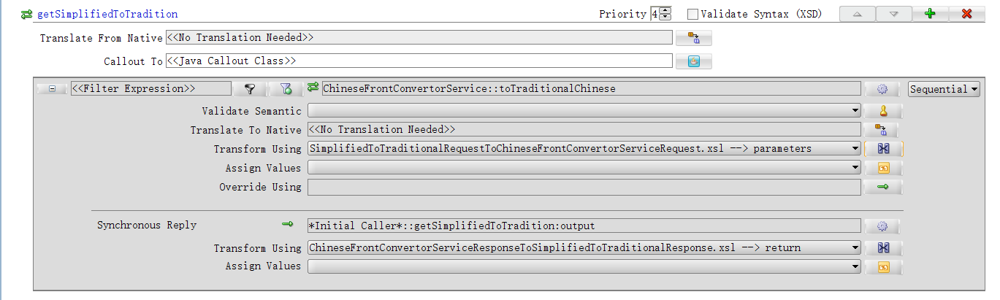 getSimplifiedToTradition Priority 4 Validate Syntax (XSD)
Translate From Native <<No Translation Needed>>
Callout To <<Java Callout Class>>
<<Filter Expression>> ChineseFrontConvertorService::toTraditionalChinese Sequential
Validate Semantic
Translate To Native <<No Translation Needed>>
Transform Using SimplifiedToTraditionalRequestToChineseFrontConvertorServiceRequest.xsl --> parameters
Assign Values
Override Using
Synchronous Reply *Initial Caller*::getSimplifiedToTradition:output
Transform Using ChineseFrontConvertorServiceResponseToSimplifiedToTraditionalResponse.xsl --> return
Assign Values